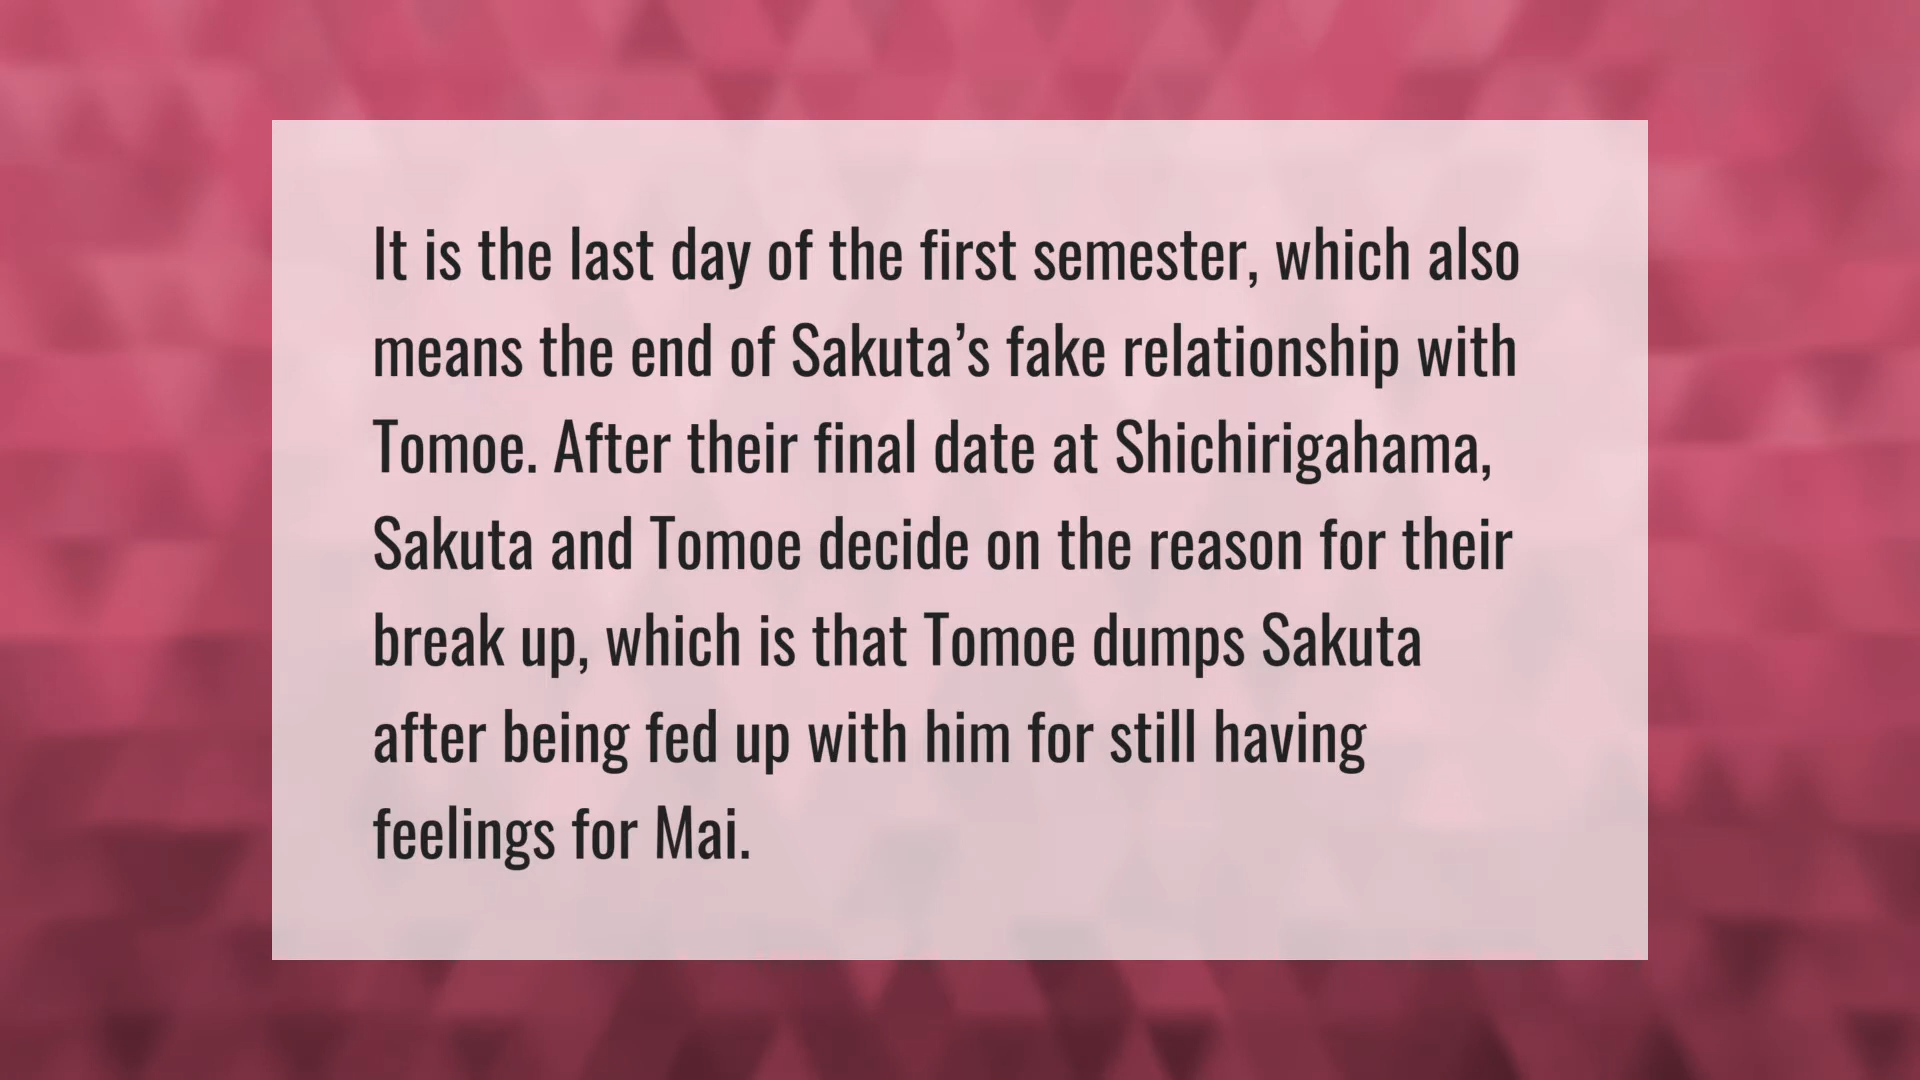 It is the last day of the first semester, which also
means the end of Sakuta’s fake relationship with
Tomoe. After their final date at Shichirigahama,
Sakuta and Tomoe decide on the reason for their
break up, which is that Tomoe dumps Sakuta
after being fed up with him for still having
feelings for Mai.